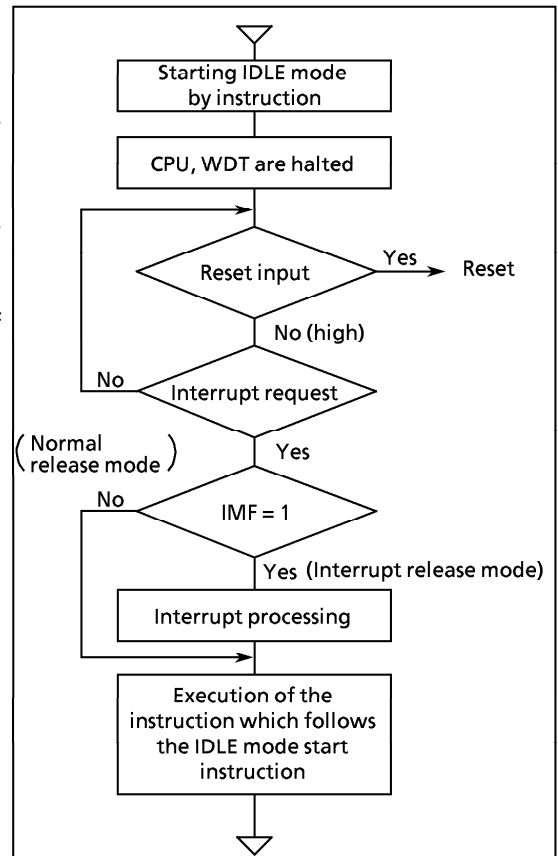 Starting IDLE mode
by instruction
CPU, WDT are halted
Reset input
Yes
Reset
No (high)
Interrupt request
No
Yes
(Normal
release mode)
IMF = 1
No
Yes (Interrupt release mode)
Interrupt processing
Execution of the
instruction which follows
the IDLE mode start
instruction